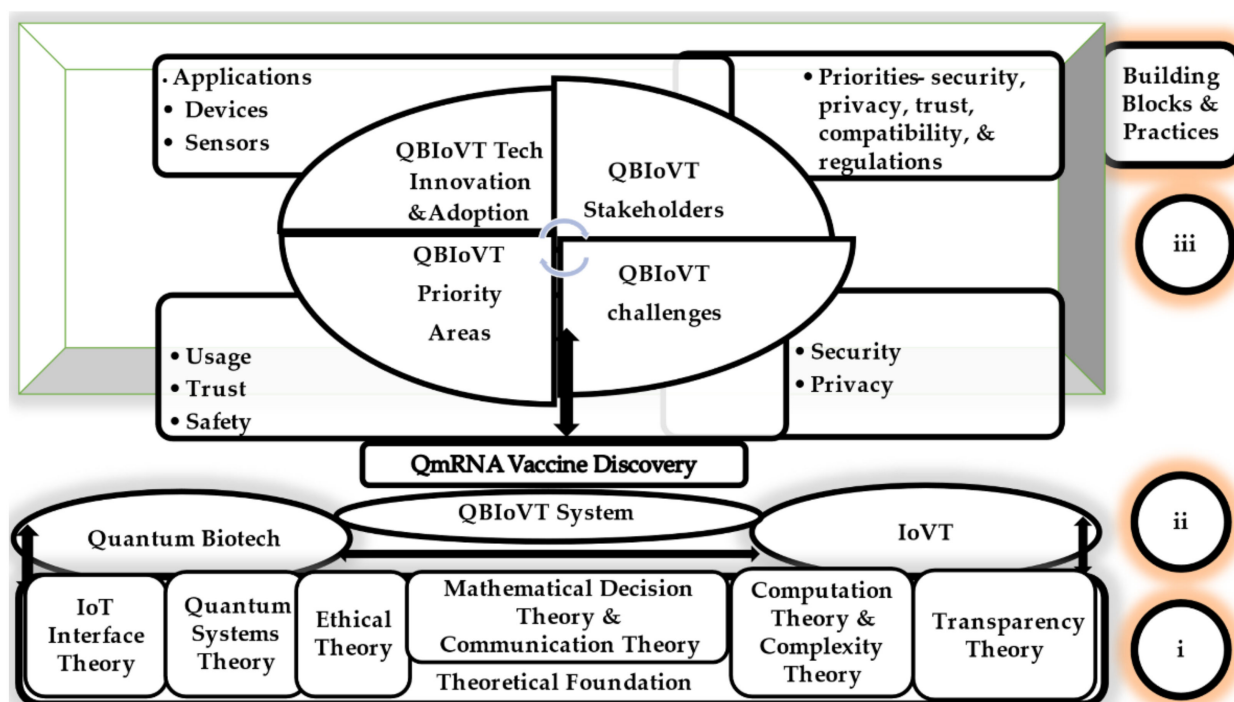 . Applications
• Devices
• Sensors
• Priorities- security,
privacy, trust,
compatibility, &
regulations
Building
Blocks &
Practices
QBIoVT Tech
Innovation
&Adoption
QBIoVT
Stakeholders
iii
QBIoVT
Priority
Areas
QBIoVT
challenges
• Usage
• Trust
• Safety
• Security
• Privacy
QmRNA Vaccine Discovery
Quantum Biotech
QBIoVT System
IoVT
ii
IoT
Interface
Theory
Quantum
Systems
Theory
Ethical
Theory
Mathematical Decision
Theory &
Communication Theory
Computation
Theory &
Complexity
Theory
Transparency
Theory
i
Theoretical Foundation